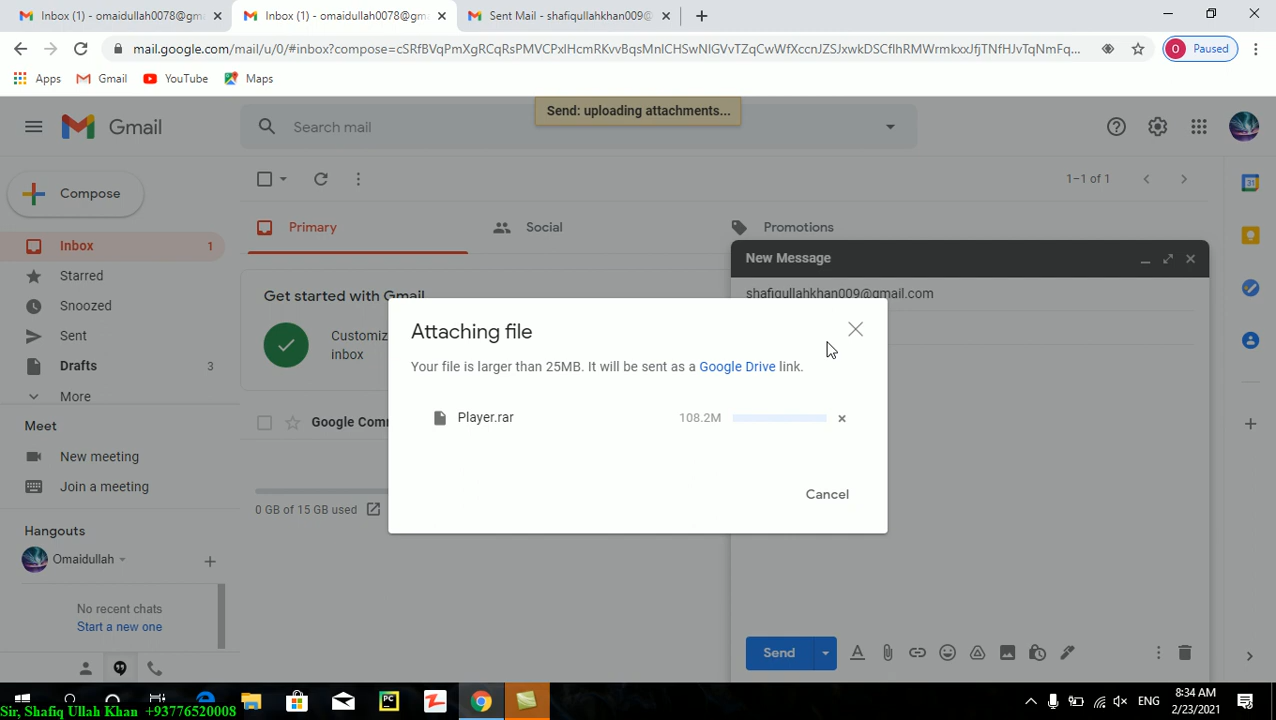 Inbox (1) - omaidullah0078@gma
Inbox (1) - omaidullah0078@gm
Sent Mail - shafiqullahkhan009@
mail.google.com/mail/u/0/#inbox?compose=
Paused
Apps
Gmail
YouTube
Maps
Send: uploading attachments...
Gmail
Search mail
Compose
1–1 of 1
Primary
Social
Promotions
Inbox
1
Starred
Snoozed
Sent
Drafts
3
More
Get started with Gmail
Customiz
inbox
Google Com
0 GB of 15 GB used
New Message
shafiqullahkhan009@gmail.com
Attaching file
Your file is larger than 25MB. It will be sent as a Google Drive link.
Player.rar
108.2M
Cancel
Meet
New meeting
Join a meeting
Hangouts
Omaidullah
No recent chats
Start a new one
Send
31
O
PC
ENG
8:34 AM
2/23/2021
Sir, Shafiq Ullah Khan +93776520008